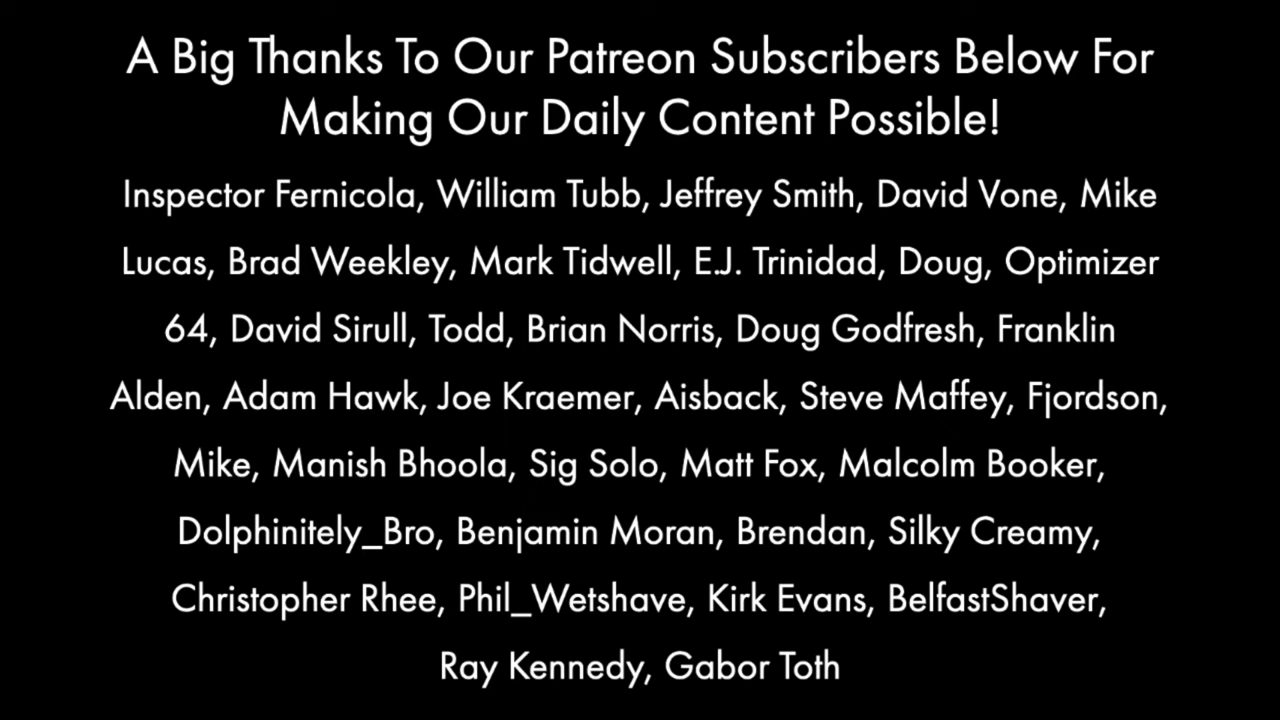 A Big Thanks To Our Patreon Subscribers Below For
Making Our Daily Content Possible!
Inspector Fernicola, William Tubb, Jeffrey Smith, David Vone, Mike
Lucas, Brad Weekley, Mark Tidwell, E.J. Trinidad, Doug, Optimizer
64, David Sirull, Todd, Brian Norris, Doug Godfresh, Franklin
Alden, Adam Hawk, Joe Kraemer, Aisback, Steve Maffey, Fjordson,
Mike, Manish Bhoola, Sig Solo, Matt Fox, Malcolm Booker,
Dolphinitely_Bro, Benjamin Moran, Brendan, Silky Creamy,
Christopher Rhee, Phil_Wetshave, Kirk Evans, BelfastShaver,
Ray Kennedy, Gabor Toth